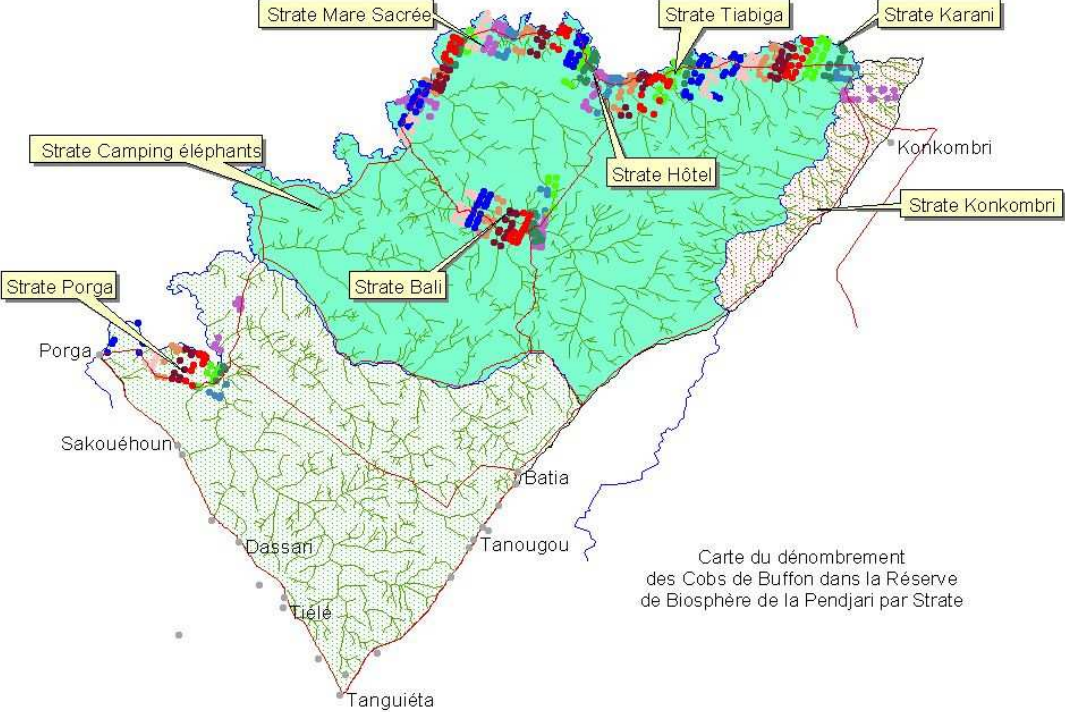 Strate Mare Sacrée
Strate Tiabiga
Strate Karani
Strate Camping éléphants
Konkombri
Strate Hôtel
Strate Konkombri
Strate Porga
Strate Bali
Porga
Sakouéhoun
Batia
Dassari
Tanougou
Carte du dénombrement
des Cobs de Buffon dans la Réserve
de Biosphère de la Pendjari par Strate
Tiélé
Tanguiéta